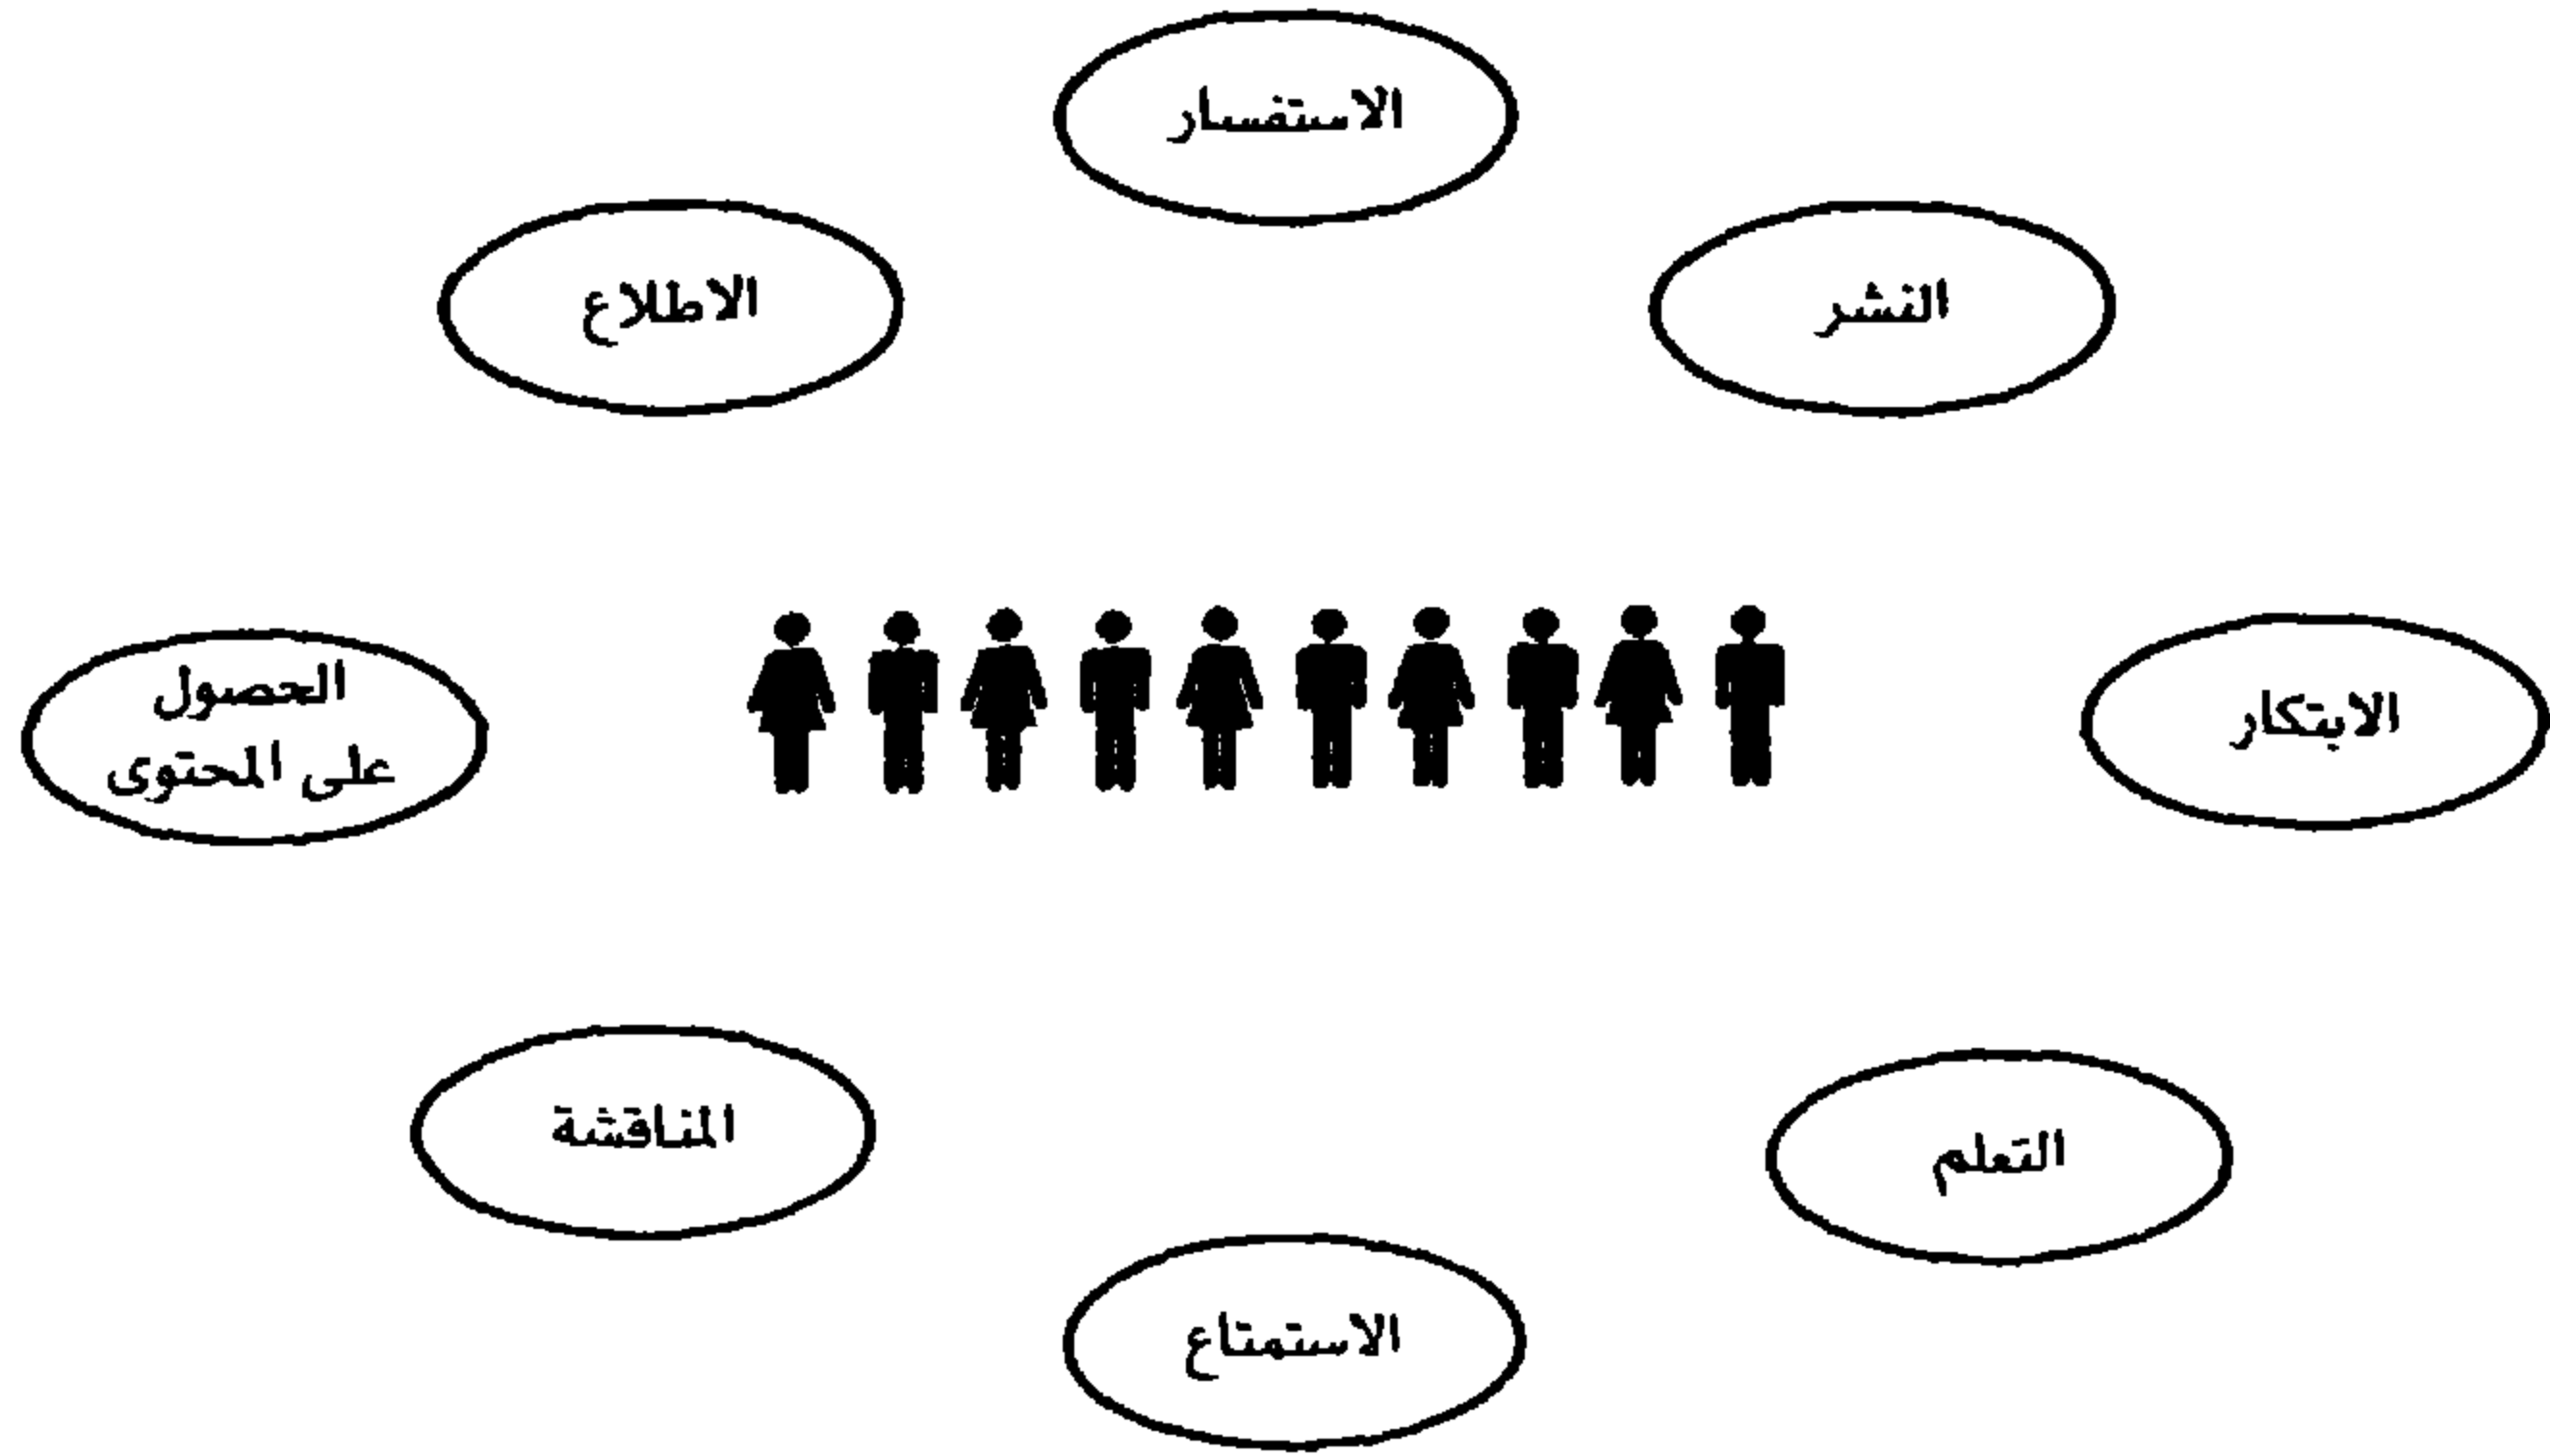 الاستفسار
النشر
الاطلاع
الابتكار
الحصول
على المحتوى
التعلم
المناقشة
الاستمتاع